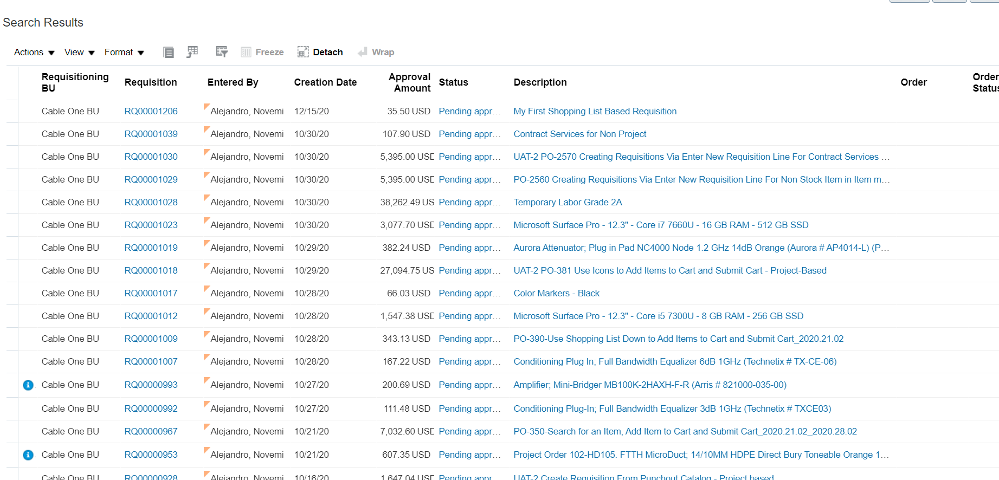 Search Results
Actions View Format Freeze Detach Wrap
Requisitioning BU Requisition Entered By Creation Date Approval Amount Status Description Order Order Status
Cable One BU RQ00001206 Alejandro, Novemi 12/15/20 35.50 USD Pending appr... My First Shopping List Based Requisition
Cable One BU RQ00001039 Alejandro, Novemi 10/30/20 107.90 USD Pending appr... Contract Services for Non Project
Cable One BU RQ00001030 Alejandro, Novemi 10/30/20 5,395.00 USD Pending appr... UAT-2 PO-2570 Creating Requisitions Via Enter New Requisition Line For Contract Services ...
Cable One BU RQ00001029 Alejandro, Novemi 10/30/20 5,395.00 USD Pending appr... PO-2560 Creating Requisitions Via Enter New Requisition Line For Non Stock Item in Item m...
Cable One BU RQ00001028 Alejandro, Novemi 10/30/20 38,262.49 US Pending appr... Temporary Labor Grade 2A
Cable One BU RQ00001023 Alejandro, Novemi 10/30/20 3,077.70 USD Pending appr... Microsoft Surface Pro - 12.3" - Core i7 7660U - 16 GB RAM - 512 GB SSD
Cable One BU RQ00001019 Alejandro, Novemi 10/29/20 382.24 USD Pending appr... Aurora Attenuator; Plug in Pad NC4000 Node 1.2 GHz 14dB Orange (Aurora # AP4014-L) (P...
Cable One BU RQ00001018 Alejandro, Novemi 10/29/20 27,094.75 US Pending appr... UAT-2 PO-381 Use Icons to Add Items to Cart and Submit Cart - Project-Based
Cable One BU RQ00001017 Alejandro, Novemi 10/28/20 66.03 USD Pending appr... Color Markers - Black
Cable One BU RQ00001012 Alejandro, Novemi 10/28/20 1,547.38 USD Pending appr... Microsoft Surface Pro - 12.3" - Core i5 7300U - 8 GB RAM - 256 GB SSD
Cable One BU RQ00001009 Alejandro, Novemi 10/28/20 343.13 USD Pending appr... PO-390-Use Shopping List Down to Add Items to Cart and Submit Cart_2020.21.02
Cable One BU RQ00001007 Alejandro, Novemi 10/28/20 167.22 USD Pending appr... Conditioning Plug In; Full Bandwidth Equalizer 6dB 1GHz (Technetix # TX-CE-06)
Cable One BU RQ00000993 Alejandro, Novemi 10/27/20 200.69 USD Pending appr... Amplifier; Mini-Bridger MB100K-2HAXH-F-R (Arris # 821000-035-00)
Cable One BU RQ00000992 Alejandro, Novemi 10/27/20 111.48 USD Pending appr... Conditioning Plug-In; Full Bandwidth Equalizer 3dB 1GHz (Technetix # TXCE03)
Cable One BU RQ00000967 Alejandro, Novemi 10/21/20 7,032.60 USD Pending appr... PO-350-Search for an Item, Add Item to Cart and Submit Cart_2020.21.02_2020.28.02
Cable One BU RQ00000953 Alejandro, Novemi 10/21/20 607.35 USD Pending appr... Project Order 102-HD105. FTTH MicroDuct; 14/10MM HDPE Direct Bury Toneable Orange 1...
Cable One BU RQ00000928 Alejandro, Novemi 10/16/20 1,647.04 USD Pending appr... UAT-2 Create Requisition From Punchout Catalog - Project based